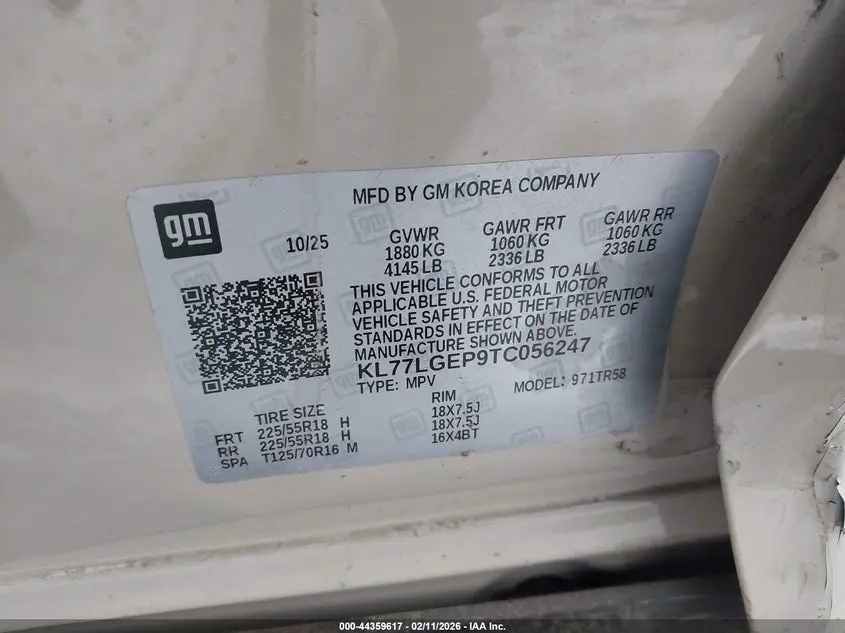 MFD BY GM KOREA COMPANY
gm
10/25
GVWR GAWR FRT GAWR RR
1880 KG 1060 KG 1060 KG
4145 LB 2336 LB 2336 LB
THIS VEHICLE CONFORMS TO ALL
APPLICABLE U.S. FEDERAL MOTOR
VEHICLE SAFETY AND THEFT PREVENTION
STANDARDS IN EFFECT ON THE DATE OF
MANUFACTURE SHOWN ABOVE.
KL77LGEP9TC056247
TYPE: MPV MODEL: 971TR58
TIRE SIZE RIM
FRT 225/55R18 H 18X7.5J
RR 225/55R18 H 18X7.5J
SPA T125/70R16 M 16X4BT
000-44359617 - 02/11/2026 - IAA Inc.